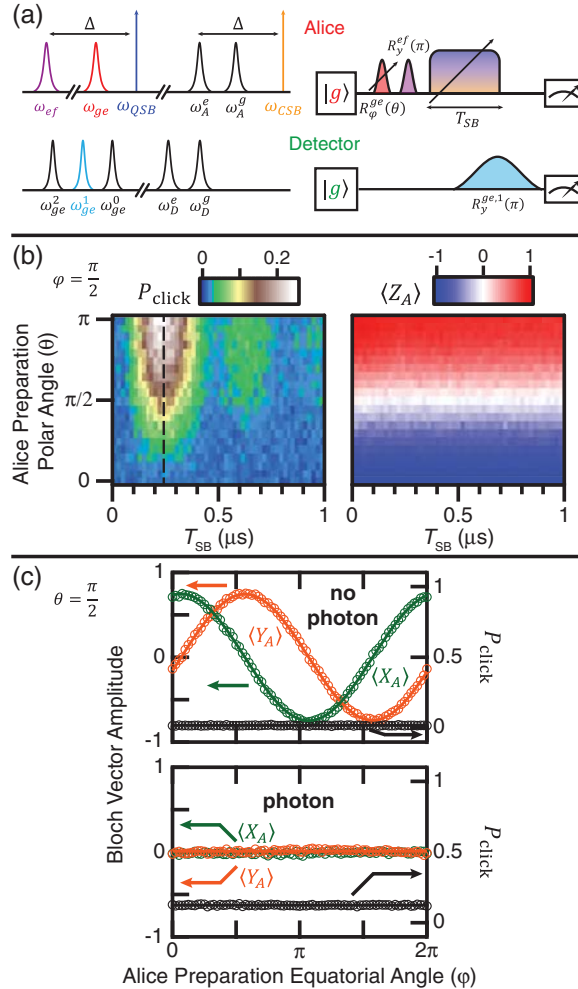 (a)
Δ
Δ
Alice
ω_ef
ω_ge
ω_QSB
ω_A^e
ω_A^g
ω_CSB
|g⟩
R_φ^ge(θ)
R_y^ef(π)
T_SB
Detector
ω_ge^2
ω_ge^1
ω_ge^0
ω_D^e
ω_D^g
|g⟩
R_y^{ge,1}(π)
(b)
φ = π/2
P_click
0
0.2
⟨Z_A⟩
-1
0
1
Alice Preparation
Polar Angle (θ)
π
π/2
0
0
0.5
1
T_SB (μs)
0
0.5
1
T_SB (μs)
(c)
θ = π/2
Bloch Vector Amplitude
1
0
-1
no
photon
⟨Y_A⟩
⟨X_A⟩
1
0.5
0
P_click
1
0
-1
photon
⟨X_A⟩
⟨Y_A⟩
1
0.5
0
P_click
0
π
2π
Alice Preparation Equatorial Angle (φ)